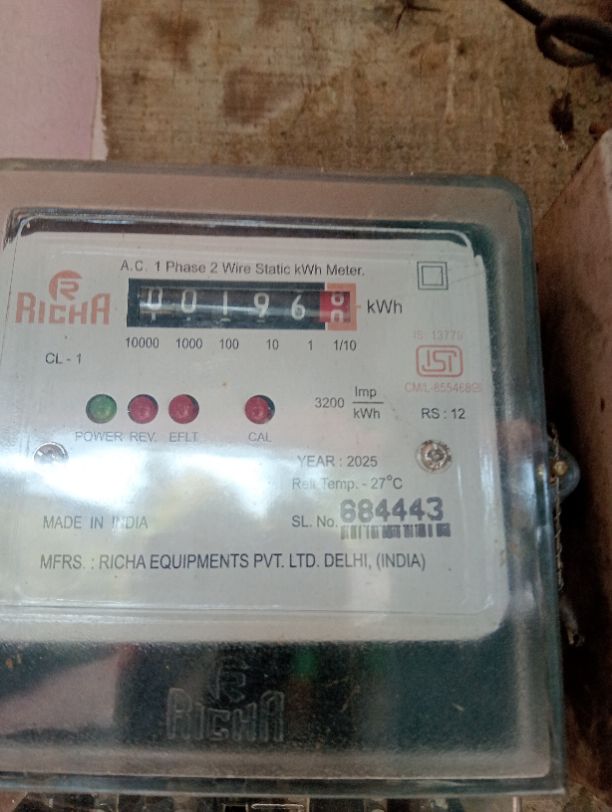 A.C. 1 Phase 2 Wire Static kWh Meter.
RICHA
00196 kWh
10000 1000 100 10 1 1/10
CL - 1
IS: 13779
ISI
3200 Imp/kWh
RS : 12
POWER REV. EFLT. CAL
YEAR : 2025
Ref. Temp. - 27°C
MADE IN INDIA
SL. No. 684443
MFRS. : RICHA EQUIPMENTS PVT. LTD. DELHI, (INDIA)
RICHA